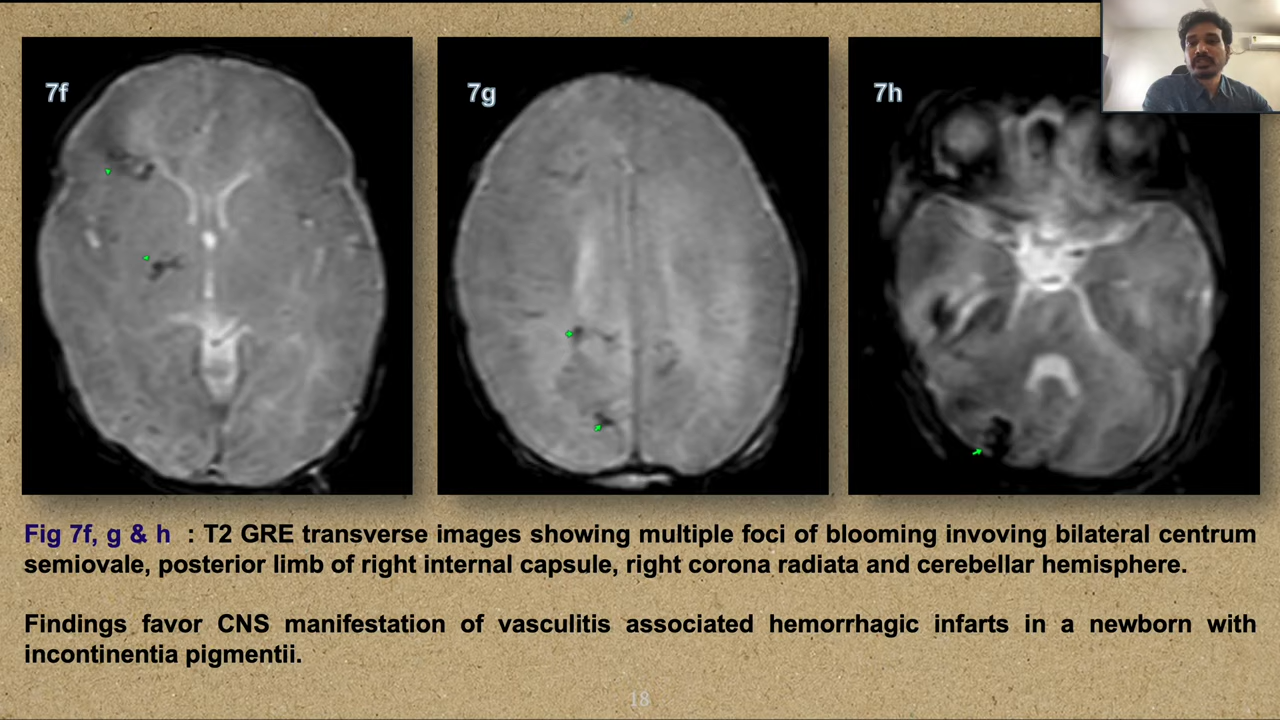 7f
7g
7h
Fig 7f, g & h : T2 GRE transverse images showing multiple foci of blooming invoving bilateral centrum
semiovale, posterior limb of right internal capsule, right corona radiata and cerebellar hemisphere.
Findings favor CNS manifestation of vasculitis associated hemorrhagic infarts in a newborn with
incontinentia pigmentii.
18